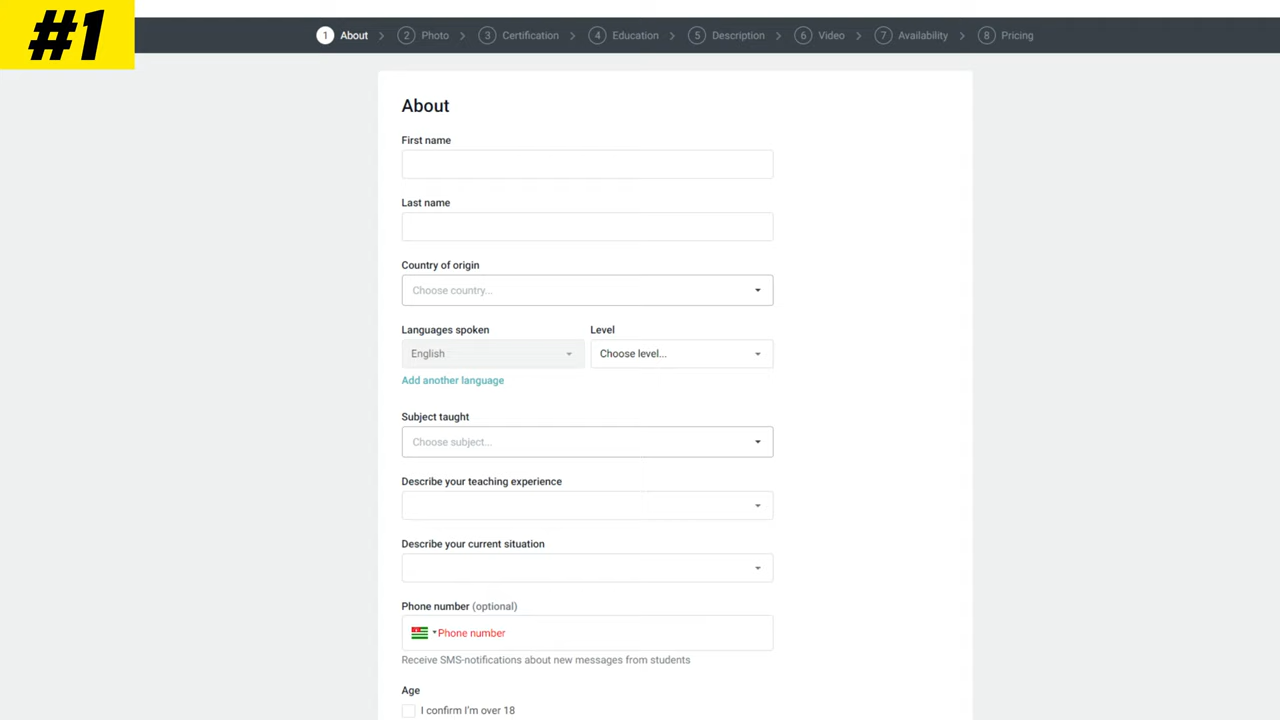 #1
1 About > 2 Photo > 3 Certification > 4 Education > 5 Description > 6 Video > 7 Availability > 8 Pricing
About
First name
Last name
Country of origin
Choose country...
Languages spoken Level
English Choose level...
Add another language
Subject taught
Choose subject...
Describe your teaching experience
Describe your current situation
Phone number (optional)
Phone number
Receive SMS-notifications about new messages from students
Age
I confirm I'm over 18